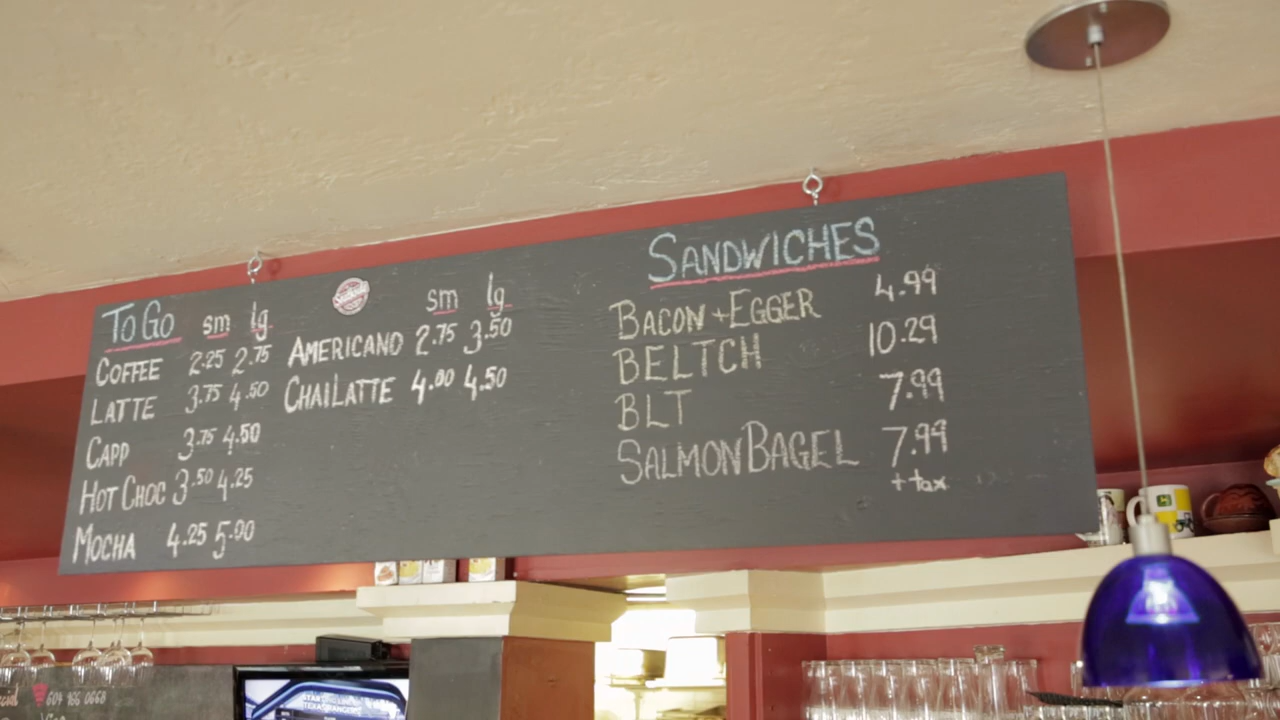 To Go sm lg
COFFEE 2.25 2.75
LATTE 3.75 4.50
CAPP 3.75 4.50
HOT CHOC 3.50 4.25
MOCHA 4.25 5.00
sm lg
AMERICANO 2.75 3.50
CHAI LATTE 4.00 4.50
SANDWICHES
BACON + EGGER 4.99
BELTCH 10.29
BLT 7.99
SALMON BAGEL 7.99
+ tax
START
TEXAS RANGERS